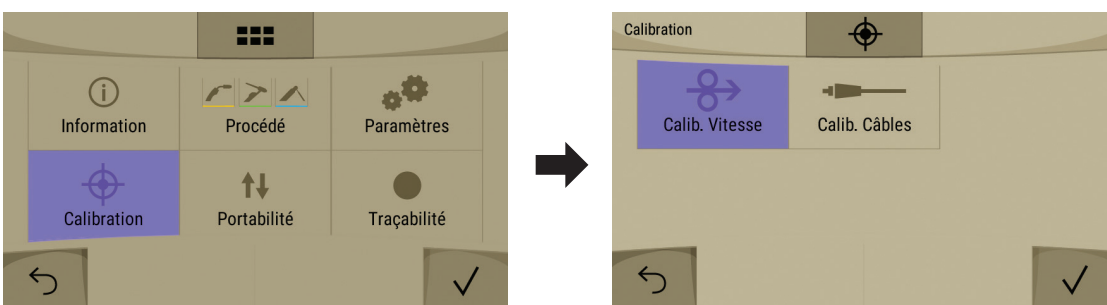 Information
Procédé
Paramètres
Calibration
Portabilité
Traçabilité
Calibration
Calib. Vitesse
Calib. Câbles